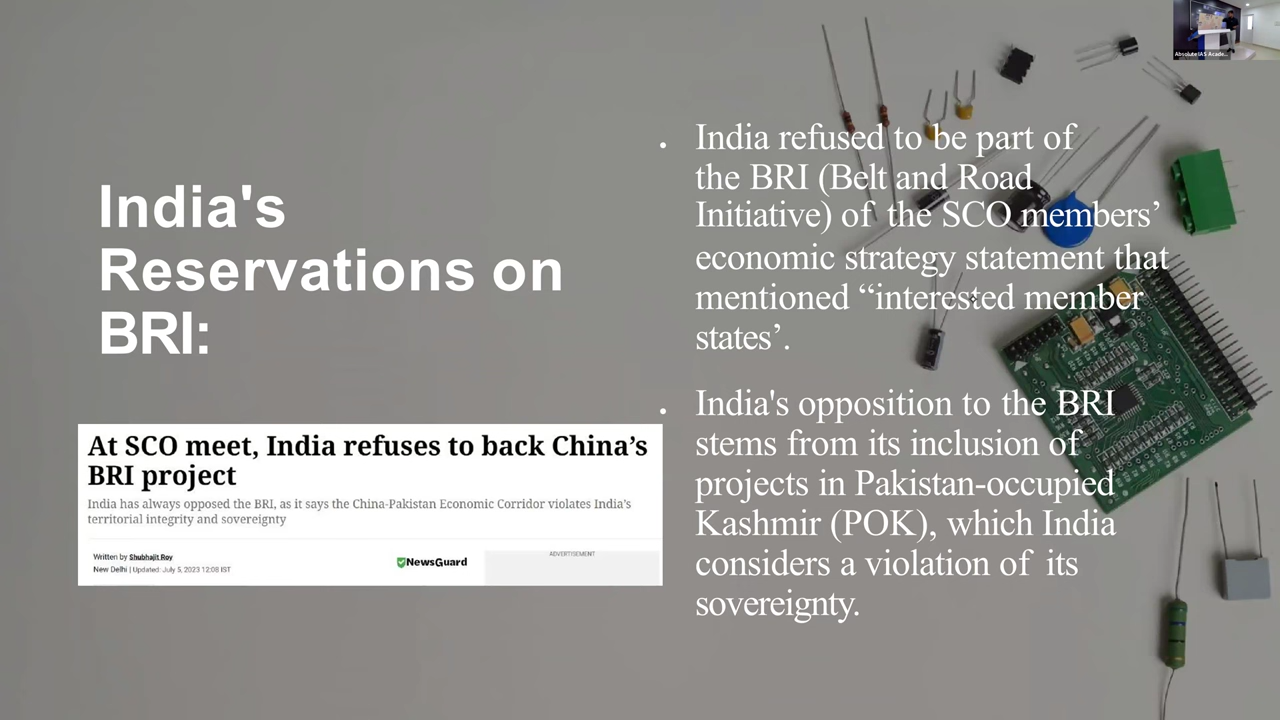 Absolute IAS Acade...
India's
Reservations on
BRI:
At SCO meet, India refuses to back China’s
BRI project
India has always opposed the BRI, as it says the China-Pakistan Economic Corridor violates India’s
territorial integrity and sovereignty
Written by Shubhajit Roy
New Delhi | Updated: July 5, 2023 12:08 IST
NewsGuard
ADVERTISEMENT
• India refused to be part of
the BRI (Belt and Road
Initiative) of the SCO members’
economic strategy statement that
mentioned “interested member
states’.
• India's opposition to the BRI
stems from its inclusion of
projects in Pakistan-occupied
Kashmir (POK), which India
considers a violation of its
sovereignty.